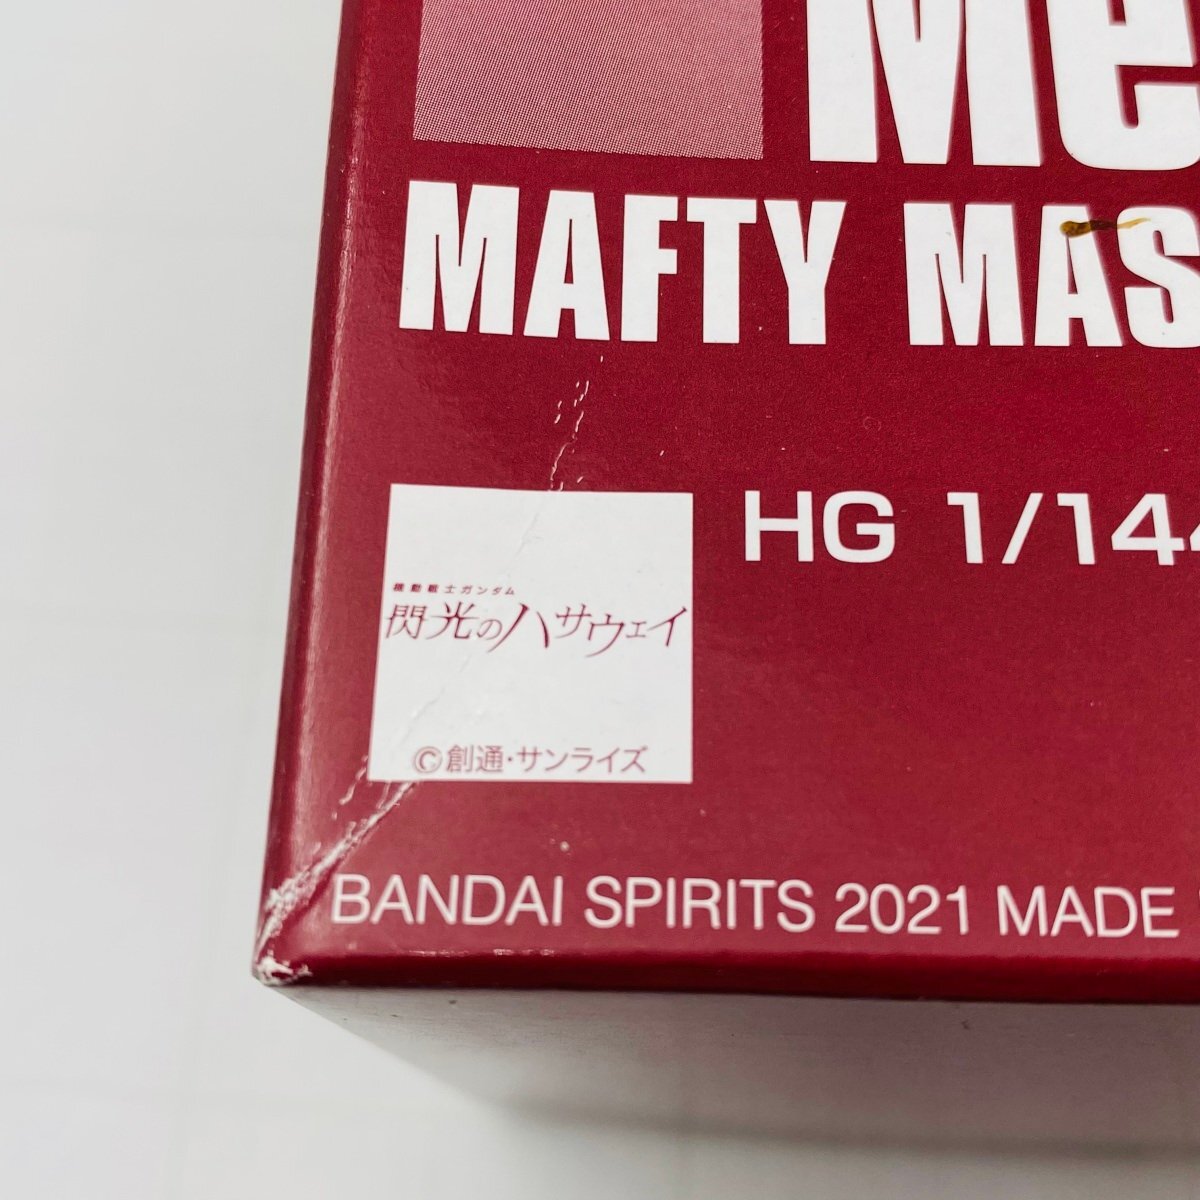 Me
MAFTY MAS
HG 1/144
機動戦士ガンダム
閃光のハサウェイ
©創通・サンライズ
BANDAI SPIRITS 2021 MADE